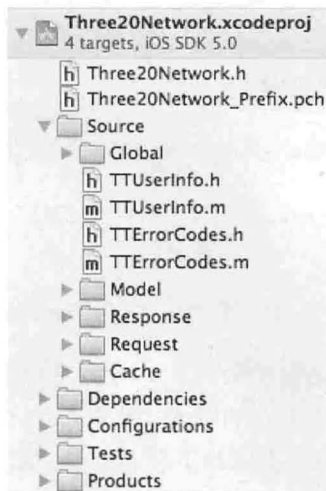 Three20Network.xcodeproj
4 targets, iOS SDK 5.0
h Three20Network.h
h Three20Network_Prefix.pch
Source
Global
h TTUserInfo.h
m TTUserInfo.m
h TTErrorCodes.h
m TTErrorCodes.m
Model
Response
Request
Cache
Dependencies
Configurations
Tests
Products